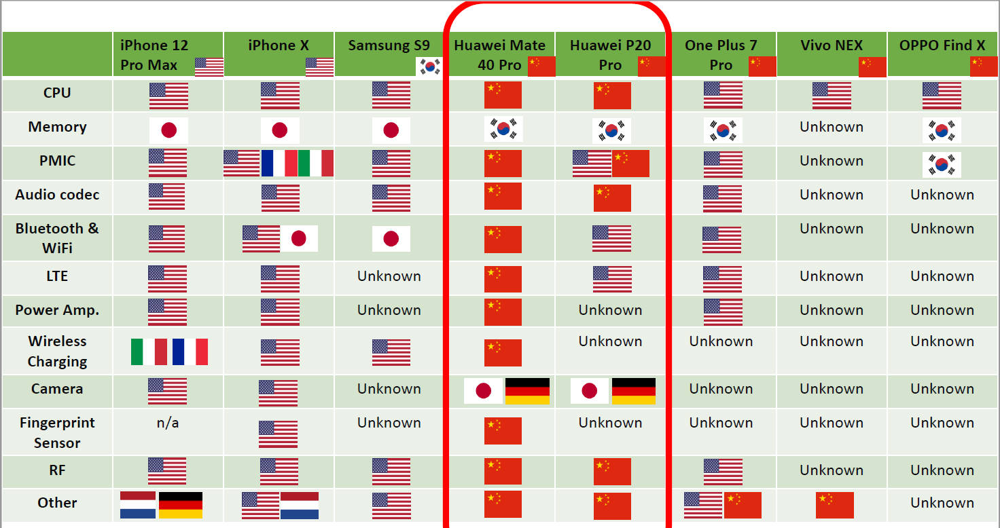 iPhone 12 Pro Max iPhone X Samsung S9 Huawei Mate 40 Pro Huawei P20 Pro One Plus 7 Pro Vivo NEX OPPO Find X
CPU
Memory Unknown
PMIC Unknown
Audio codec Unknown Unknown
Bluetooth & WiFi Unknown Unknown
LTE Unknown Unknown Unknown
Power Amp. Unknown Unknown Unknown Unknown
Wireless Charging Unknown Unknown Unknown Unknown
Camera Unknown Unknown Unknown Unknown
Fingerprint Sensor n/a Unknown Unknown Unknown Unknown Unknown
RF Unknown Unknown
Other Unknown